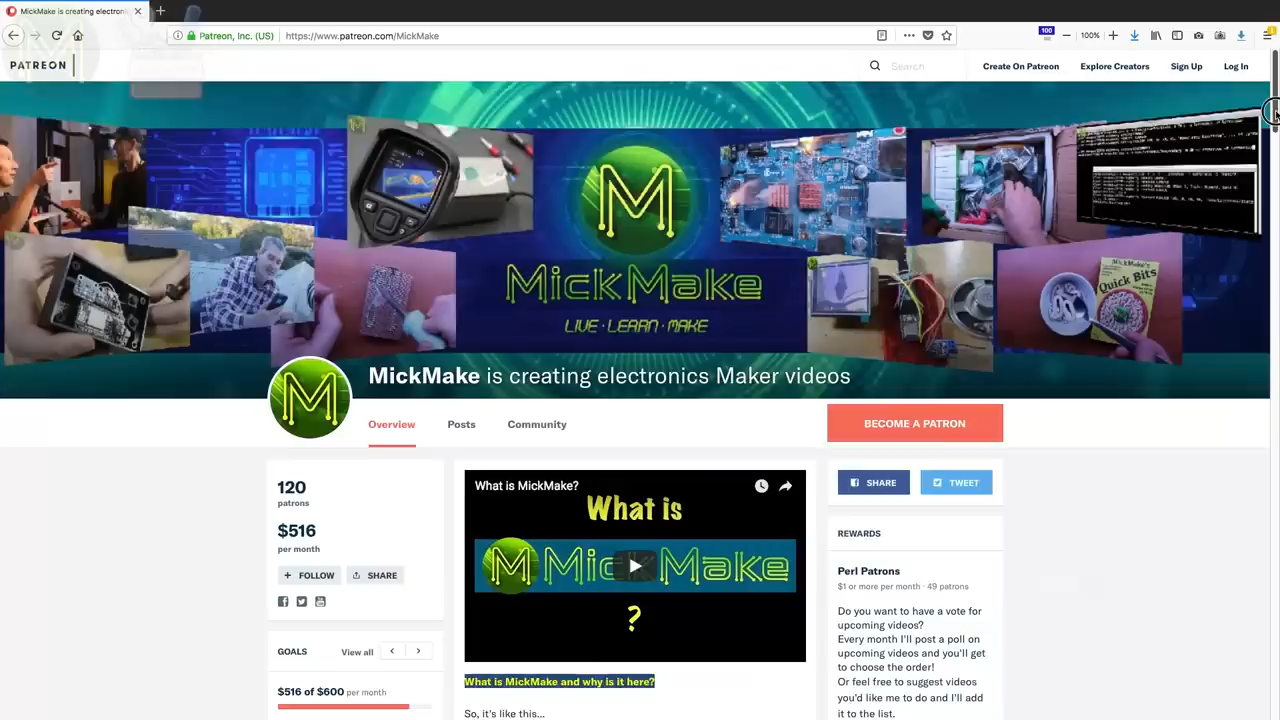 MickMake is creating electronic
Patreon, Inc. (US)
https://www.patreon.com/MickMake
100
100%
PATREON
Search
Create On Patreon
Explore Creators
Sign Up
Log In
M
MickMake
LIVE·LEARN·MAKE
MickMake's
Quick Bits
M
MickMake is creating electronics Maker videos
Overview
Posts
Community
BECOME A PATRON
120
patrons
$516
per month
+ FOLLOW
SHARE
GOALS
View all
$516 of $600 per month
What is MickMake?
What is
M MickMake
?
What is MickMake and why is it here?
So, it's like this...
SHARE
TWEET
REWARDS
Perl Patrons
$1 or more per month · 49 patrons
Do you want to have a vote for
upcoming videos?
Every month I'll post a poll on
upcoming videos and you'll get
to choose the order!
Or feel free to suggest videos
you'd like me to do and I'll add
it to the list.